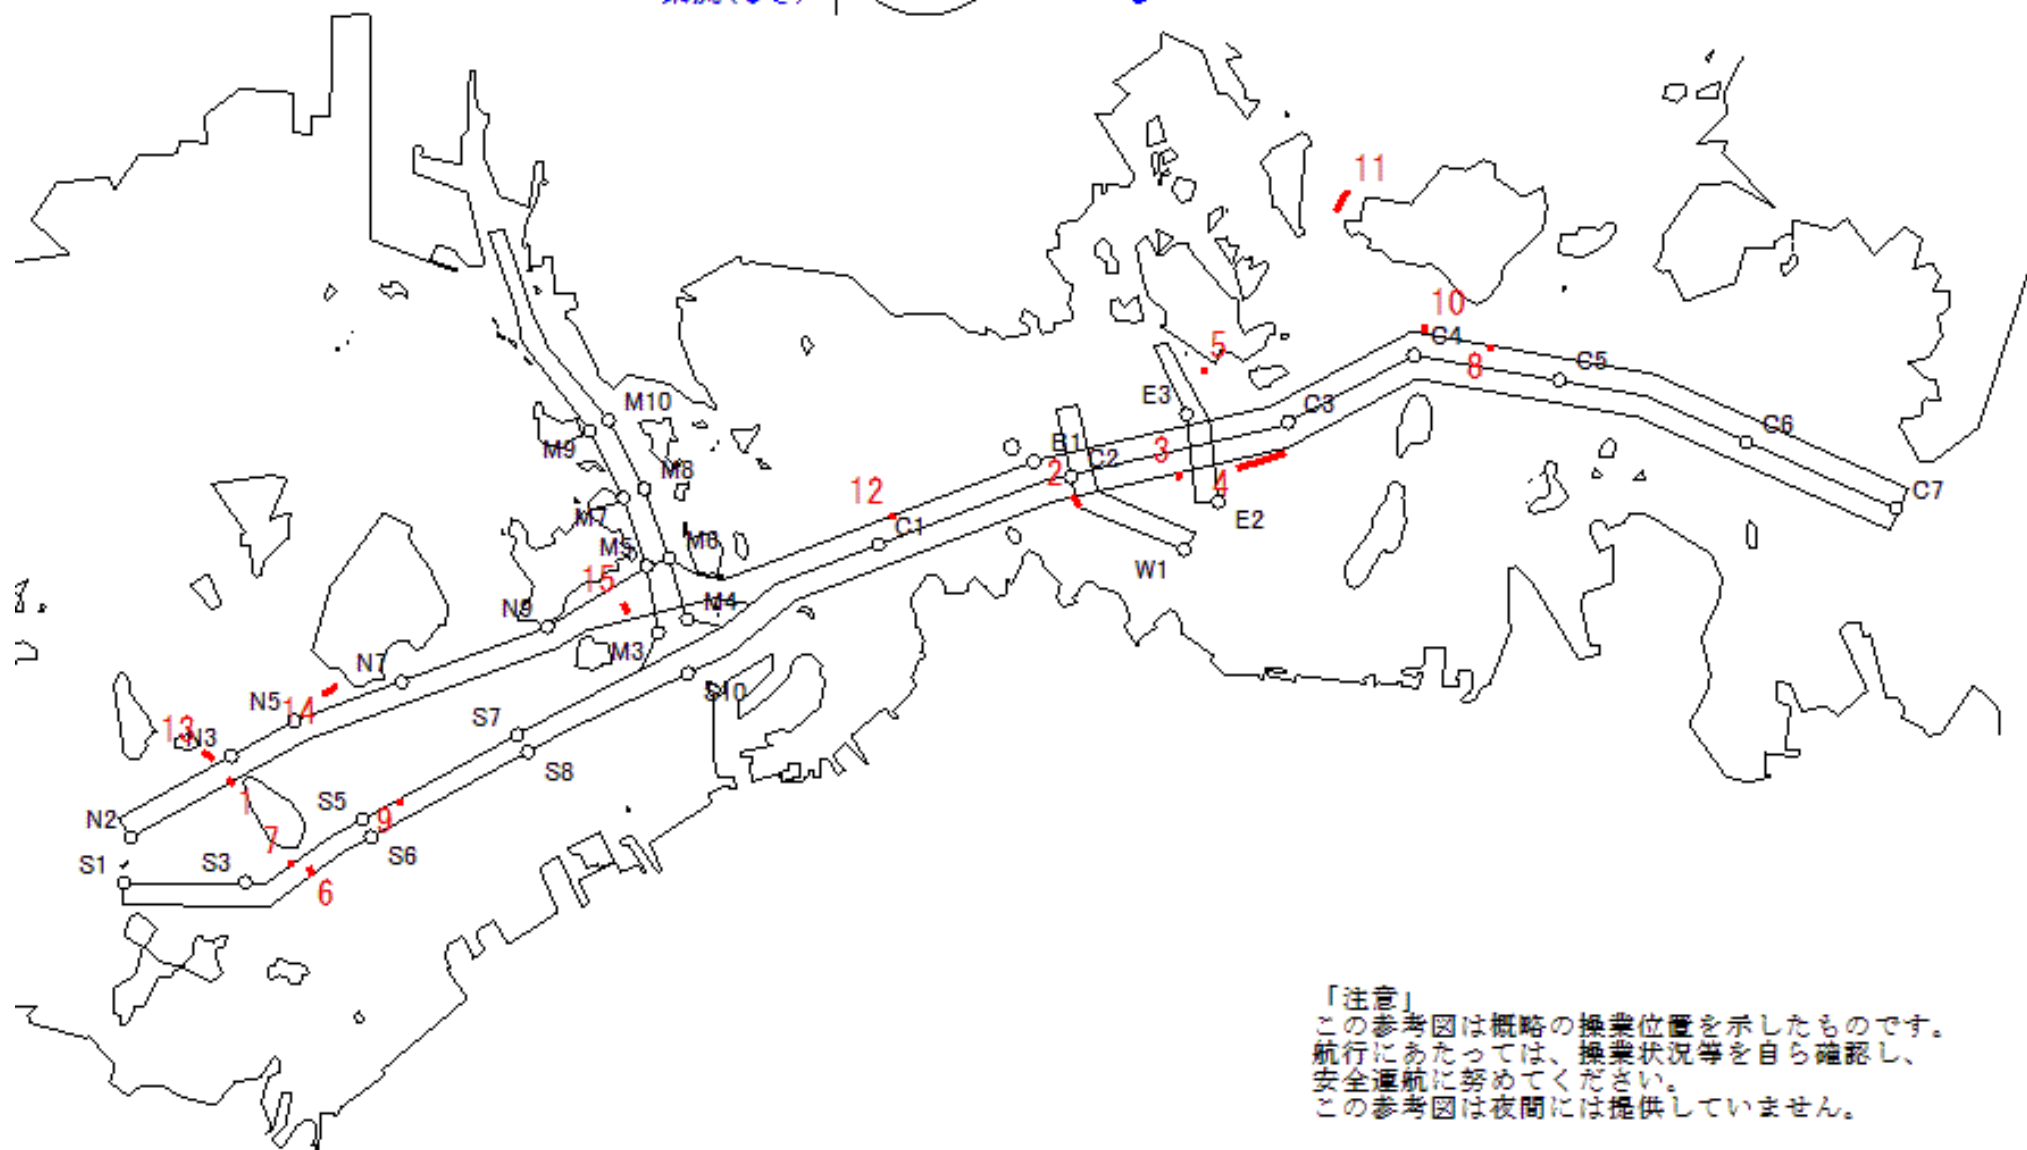 11
10
C4
5
8
C5
M10
E3
C3
C6
M9
B1
3
M8
2
C2
4
C7
12
E2
M7
C1
M5
M6
W1
15
N9
M4
M3
N7
S10
N5
14
13
N3
S7
S8
1
S5
N2
9
7
S6
S1
S3
6
「注意」
この参考図は概略の操業位置を示したものです。
航行にあたっては、操業状況等を自ら確認し、
安全運航に努めてください。
この参考図は夜間には提供していません。